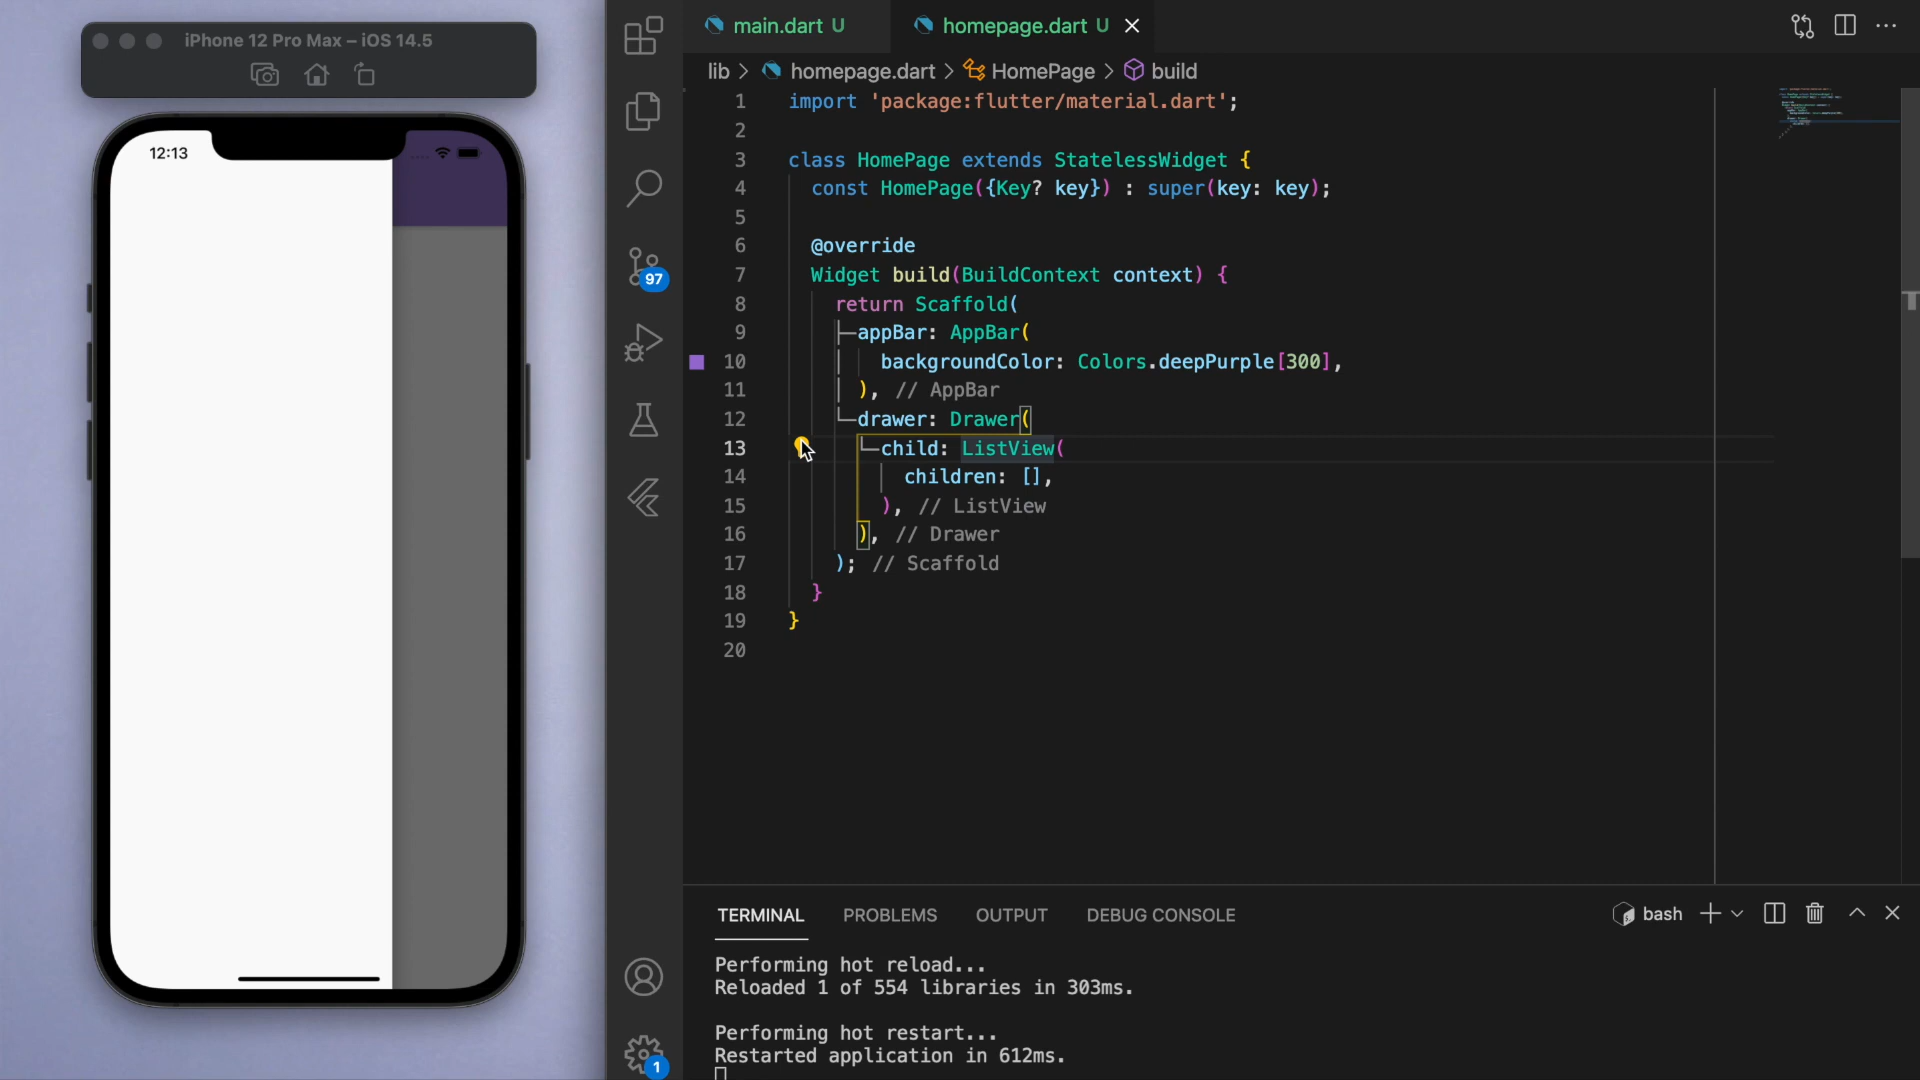 iPhone 12 Pro Max – iOS 14.5
12:13
97
1
main.dart U
homepage.dart U
lib > homepage.dart > HomePage > build
1 import 'package:flutter/material.dart';
2
3 class HomePage extends StatelessWidget {
4 const HomePage({Key? key}) : super(key: key);
5
6 @override
7 Widget build(BuildContext context) {
8 return Scaffold(
9 appBar: AppBar(
10 backgroundColor: Colors.deepPurple[300],
11 ), // AppBar
12 drawer: Drawer(
13 child: ListView(
14 children: [],
15 ), // ListView
16 ), // Drawer
17 ); // Scaffold
18 }
19 }
20
TERMINAL PROBLEMS OUTPUT DEBUG CONSOLE
bash
Performing hot reload...
Reloaded 1 of 554 libraries in 303ms.
Performing hot restart...
Restarted application in 612ms.